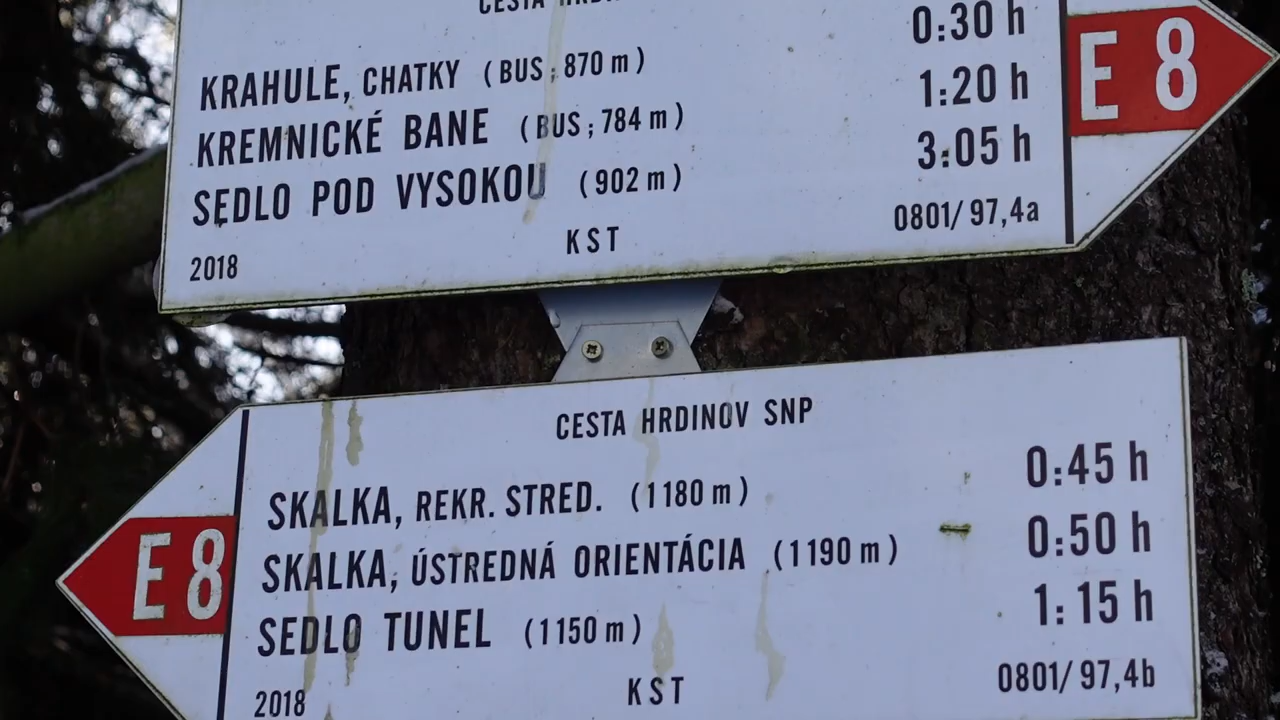 CESTA
0:30 h
KRAHULE, CHATKY (BUS; 870 m)
1:20 h
KREMNICKÉ BANE (BUS; 784 m)
3:05 h
SEDLO POD VYSOKOU (902 m)
E 8
KST
0801/ 97,4a
2018
CESTA HRDINOV SNP
SKALKA, REKR. STRED. (1180 m) 0:45 h
SKALKA, ÚSTREDNÁ ORIENTÁCIA (1190 m) 0:50 h
SEDLO TUNEL (1150 m) 1:15 h
E 8
2018 KST 0801/ 97,4b